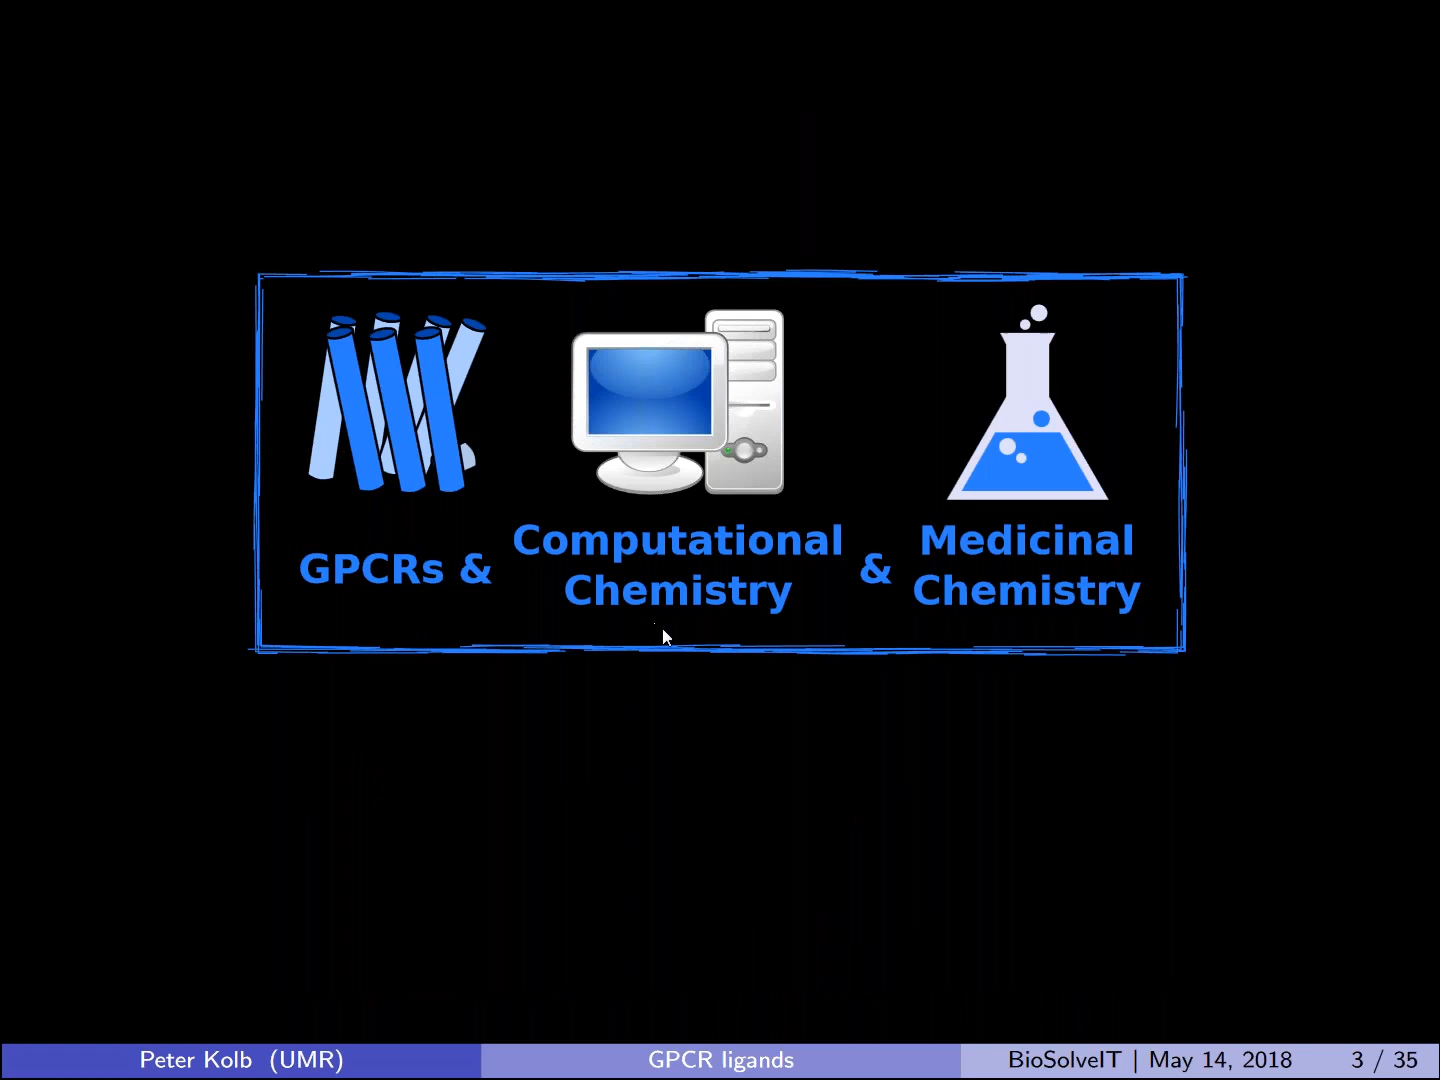 GPCRs & Computational Chemistry & Medicinal Chemistry
Peter Kolb (UMR)
GPCR ligands
BioSolveIT | May 14, 2018
3 / 35